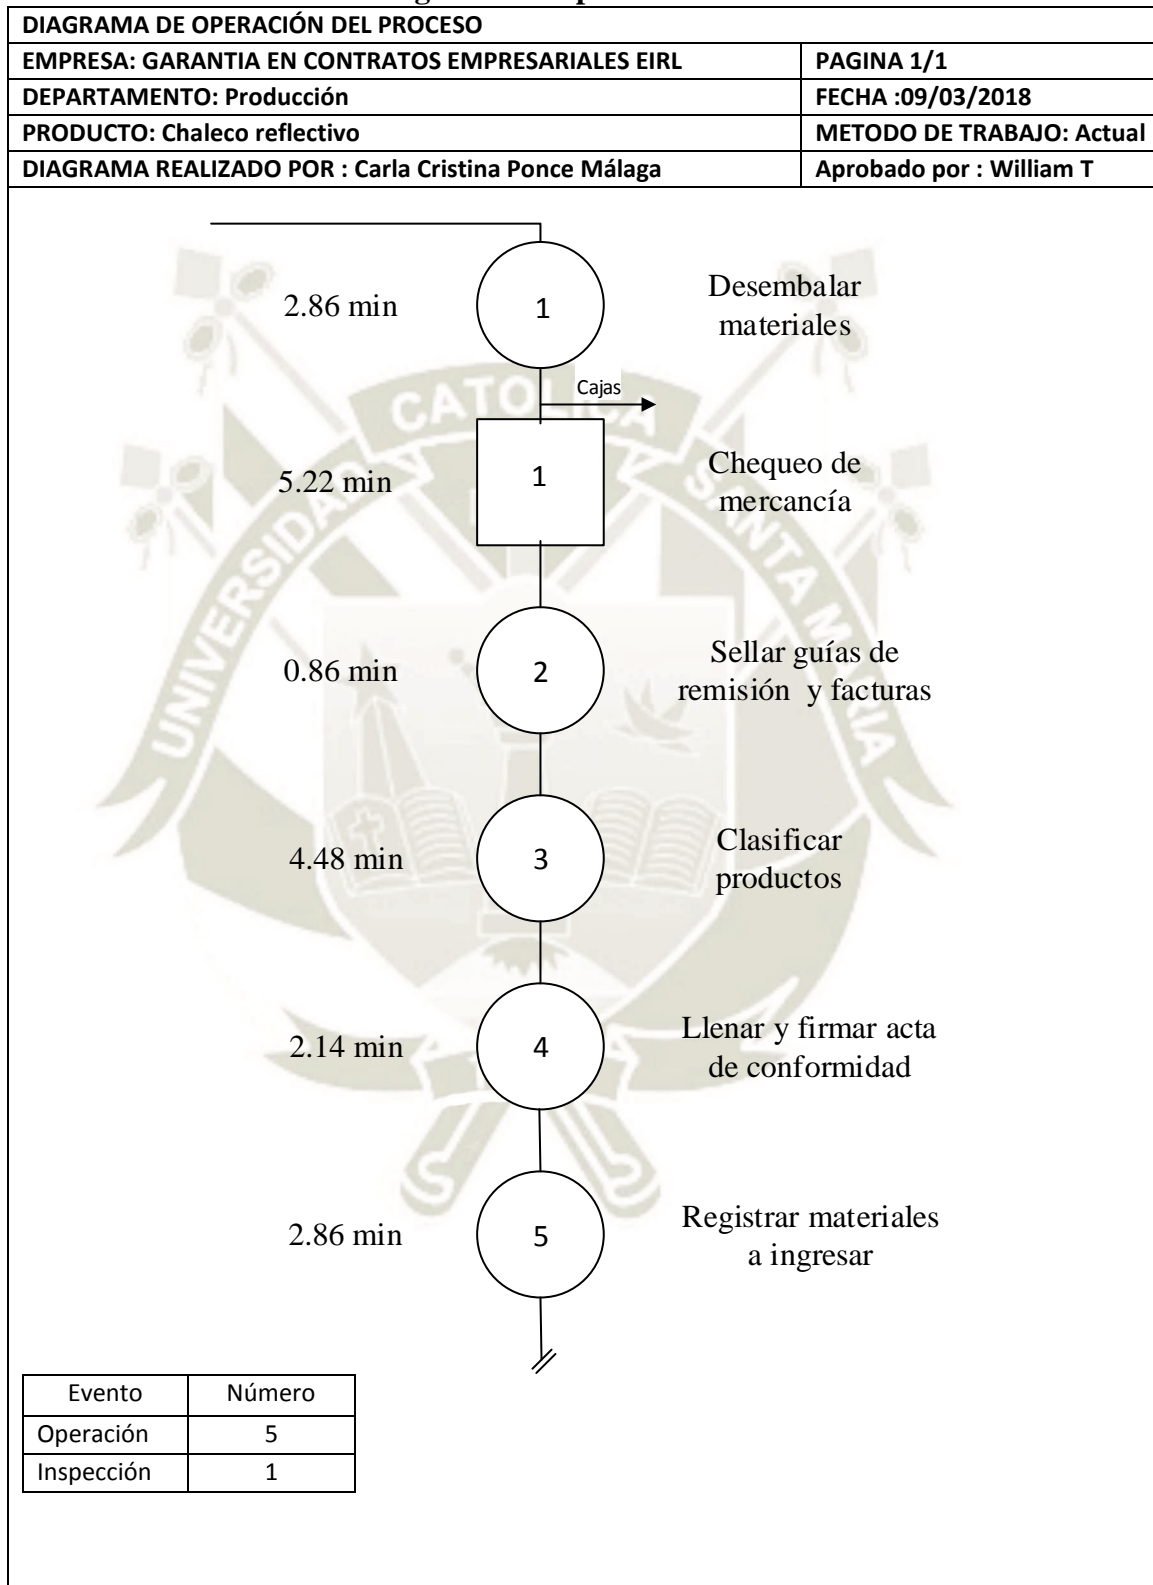 DIAGRAMA DE OPERACIÓN DEL PROCESO
EMPRESA: GARANTIA EN CONTRATOS EMPRESARIALES EIRL
PAGINA 1/1
DEPARTAMENTO: Producción
FECHA :09/03/2018
PRODUCTO: Chaleco reflectivo
METODO DE TRABAJO: Actual
DIAGRAMA REALIZADO POR : Carla Cristina Ponce Málaga
Aprobado por : William T
2.86 min
1
Desembalar
materiales
Cajas
5.22 min
1
Chequeo de
mercancía
0.86 min
2
Sellar guías de
remisión y facturas
4.48 min
3
Clasificar
productos
2.14 min
4
Llenar y firmar acta
de conformidad
2.86 min
5
Registrar materiales
a ingresar
Evento
Número
Operación
5
Inspección
1
UNIVERSIDAD CATOLICA SANTA MARIA